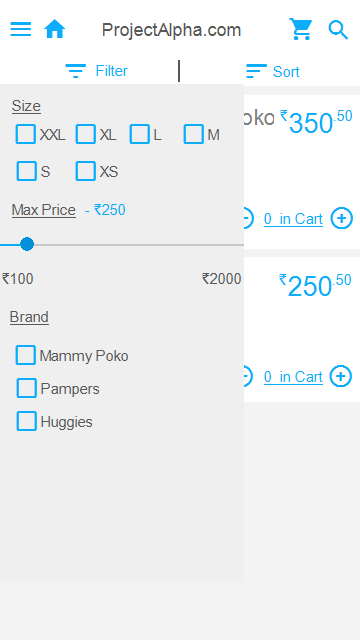 ProjectAlpha.com
Filter
Sort
Size
XXL XL L M
S XS
Max Price - ₹250
₹100 ₹2000
Brand
Mammy Poko
Pampers
Huggies
oko ₹350.50
0 in Cart
₹250.50
0 in Cart